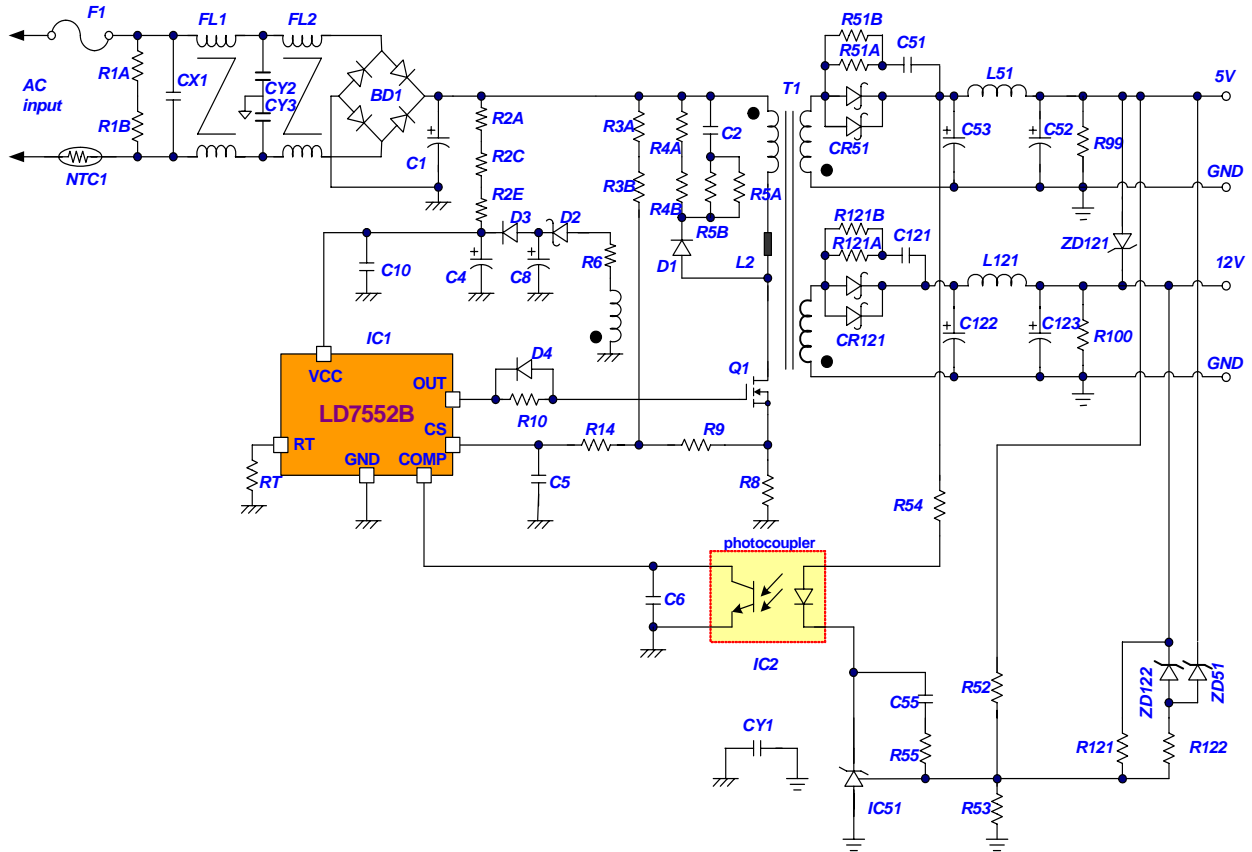 F1
FL1
FL2
R51B
R51A
C51
L51
5V
T1
AC
input
R1A
CX1
CY2
CY3
BD1
R1B
NTC1
C1
R2A
R2C
R2E
R3A
R3B
R4A
R4B
C2
R5A
R5B
CR51
C53
C52
R99
GND
D3
D2
R6
D1
L2
R121B
R121A
C121
L121
ZD121
12V
C10
C4
C8
CR121
C122
C123
R100
GND
IC1
VCC
OUT
LD7552B
CS
RT
GND
COMP
D4
R10
Q1
RT
R14
R9
C5
R8
R54
photocoupler
C6
IC2
R52
ZD122
ZD51
C55
R55
CY1
R121
R122
IC51
R53
+
+
+
+
+
+
+